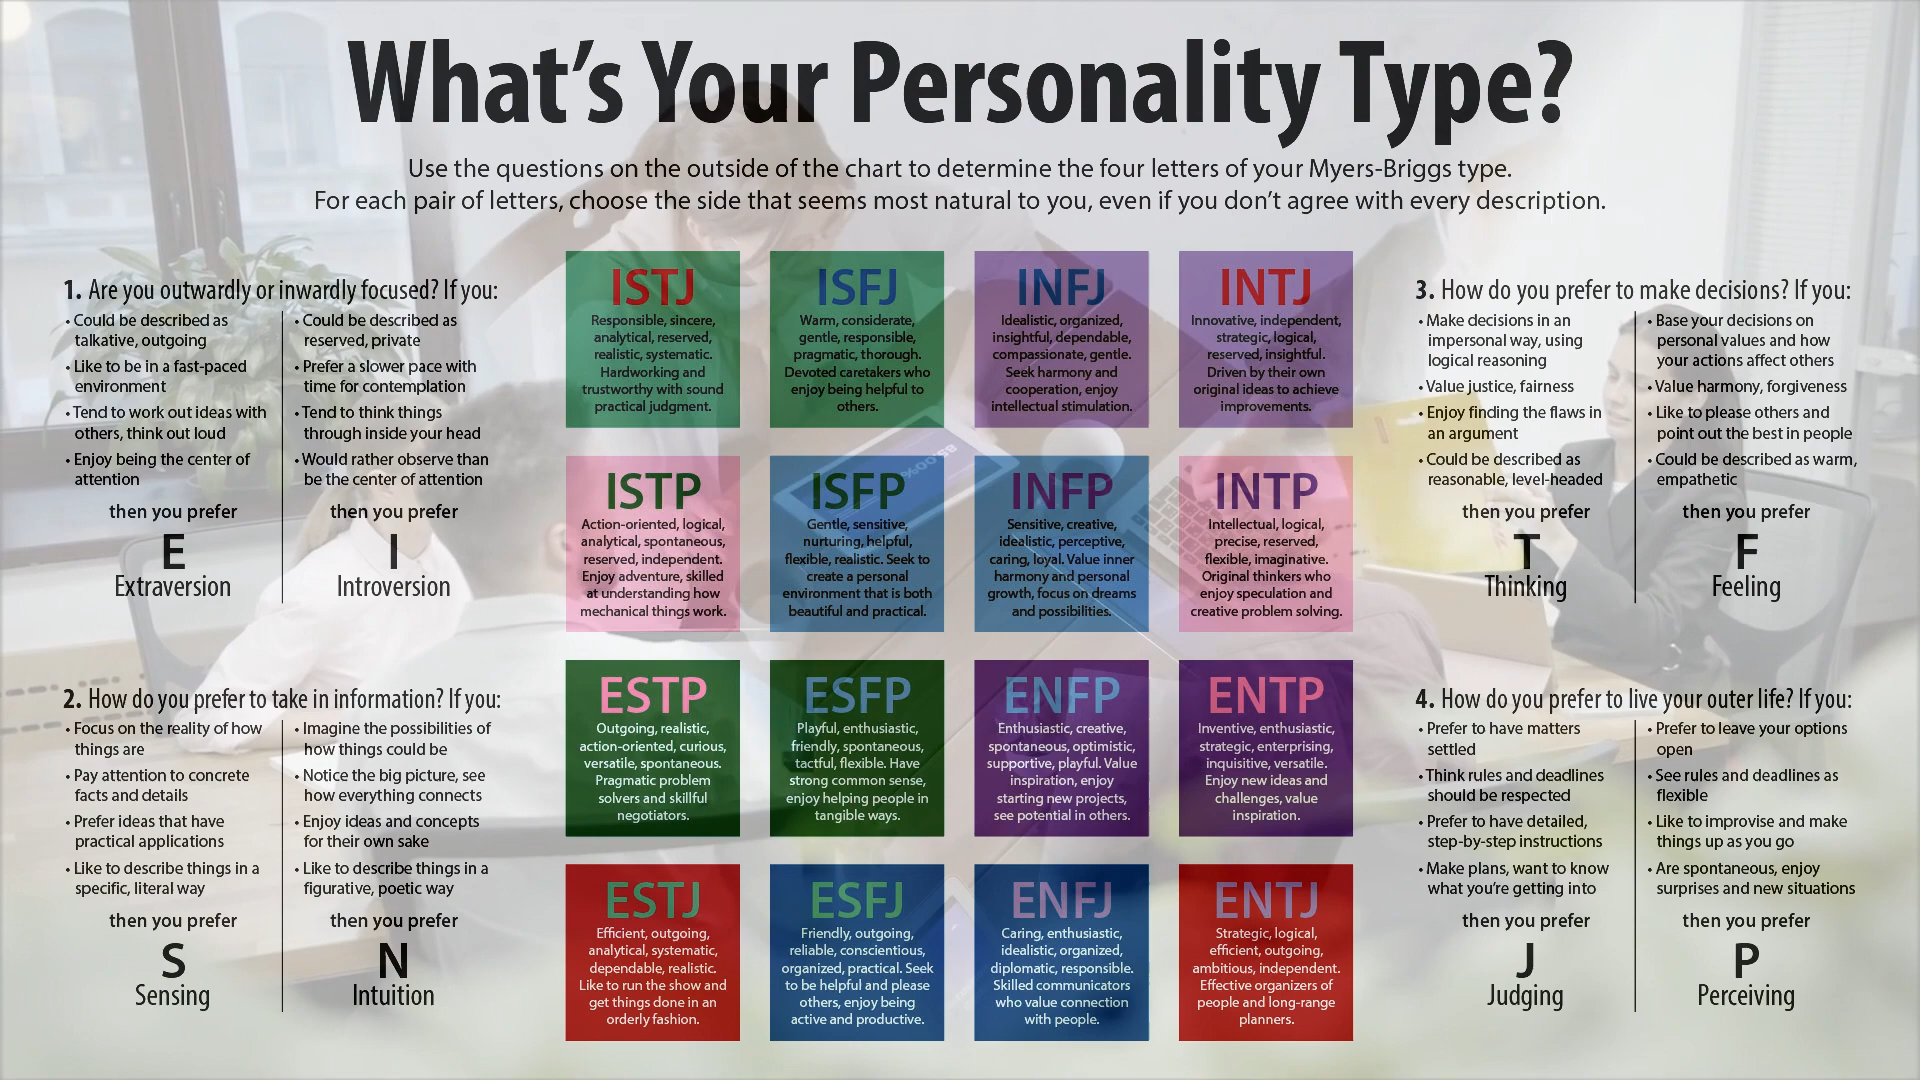 What's Your Personality Type?
Use the questions on the outside of the chart to determine the four letters of your Myers-Briggs type.
For each pair of letters, choose the side that seems most natural to you, even if you don't agree with every description.
1. Are you outwardly or inwardly focused? If you:
• Could be described as
talkative, outgoing
• Like to be in a fast-paced
environment
• Tend to work out ideas with
others, think out loud
• Enjoy being the center of
attention
then you prefer
E
Extraversion
• Could be described as
reserved, private
• Prefer a slower pace with
time for contemplation
• Tend to think things
through inside your head
• Would rather observe than
be the center of attention
then you prefer
I
Introversion
2. How do you prefer to take in information? If you:
• Focus on the reality of how
things are
• Pay attention to concrete
facts and details
• Prefer ideas that have
practical applications
• Like to describe things in a
specific, literal way
then you prefer
S
Sensing
• Imagine the possibilities of
how things could be
• Notice the big picture, see
how everything connects
• Enjoy ideas and concepts
for their own sake
• Like to describe things in a
figurative, poetic way
then you prefer
N
Intuition
ISTJ
Responsible, sincere,
analytical, reserved,
realistic, systematic.
Hardworking and
trustworthy with sound
practical judgment.
ISFJ
Warm, considerate,
gentle, responsible,
pragmatic, thorough.
Devoted caretakers who
enjoy being helpful to
others.
INFJ
Idealistic, organized,
insightful, dependable,
compassionate, gentle.
Seek harmony and
cooperation, enjoy
intellectual stimulation.
INTJ
Innovative, independent,
strategic, logical,
reserved, insightful.
Driven by their own
original ideas to achieve
improvements.
ISTP
Action-oriented, logical,
analytical, spontaneous,
reserved, independent.
Enjoy adventure, skilled
at understanding how
mechanical things work.
ISFP
Gentle, sensitive,
nurturing, helpful,
flexible, realistic. Seek to
create a personal
environment that is both
beautiful and practical.
INFP
Sensitive, creative,
idealistic, perceptive,
caring, loyal. Value inner
harmony and personal
growth, focus on dreams
and possibilities.
INTP
Intellectual, logical,
precise, reserved,
flexible, imaginative.
Original thinkers who
enjoy speculation and
creative problem solving.
ESTP
Outgoing, realistic,
action-oriented, curious,
versatile, spontaneous.
Pragmatic problem
solvers and skillful
negotiators.
ESFP
Playful, enthusiastic,
friendly, spontaneous,
tactful, flexible. Have
strong common sense,
enjoy helping people in
tangible ways.
ENFP
Enthusiastic, creative,
spontaneous, optimistic,
supportive, playful. Value
inspiration, enjoy
starting new projects,
see potential in others.
ENTP
Inventive, enthusiastic,
strategic, enterprising,
inquisitive, versatile.
Enjoy new ideas and
challenges, value
inspiration.
ESTJ
Efficient, outgoing,
analytical, systematic,
dependable, realistic.
Like to run the show and
get things done in an
orderly fashion.
ESFJ
Friendly, outgoing,
reliable, conscientious,
organized, practical. Seek
to be helpful and please
others, enjoy being
active and productive.
ENFJ
Caring, enthusiastic,
idealistic, organized,
diplomatic, responsible.
Skilled communicators
who value connection
with people.
ENTJ
Strategic, logical,
efficient, outgoing,
ambitious, independent.
Effective organizers of
people and long-range
planners.
3. How do you prefer to make decisions? If you:
• Make decisions in an
impersonal way, using
logical reasoning
• Value justice, fairness
• Enjoy finding the flaws in
an argument
• Could be described as
reasonable, level-headed
then you prefer
T
Thinking
• Base your decisions on
personal values and how
your actions affect others
• Value harmony, forgiveness
• Like to please others and
point out the best in people
• Could be described as warm,
empathetic
then you prefer
F
Feeling
4. How do you prefer to live your outer life? If you:
• Prefer to have matters
settled
• Think rules and deadlines
should be respected
• Prefer to have detailed,
step-by-step instructions
• Make plans, want to know
what you're getting into
then you prefer
J
Judging
• Prefer to leave your options
open
• See rules and deadlines as
flexible
• Like to improvise and make
things up as you go
• Are spontaneous, enjoy
surprises and new situations
then you prefer
P
Perceiving